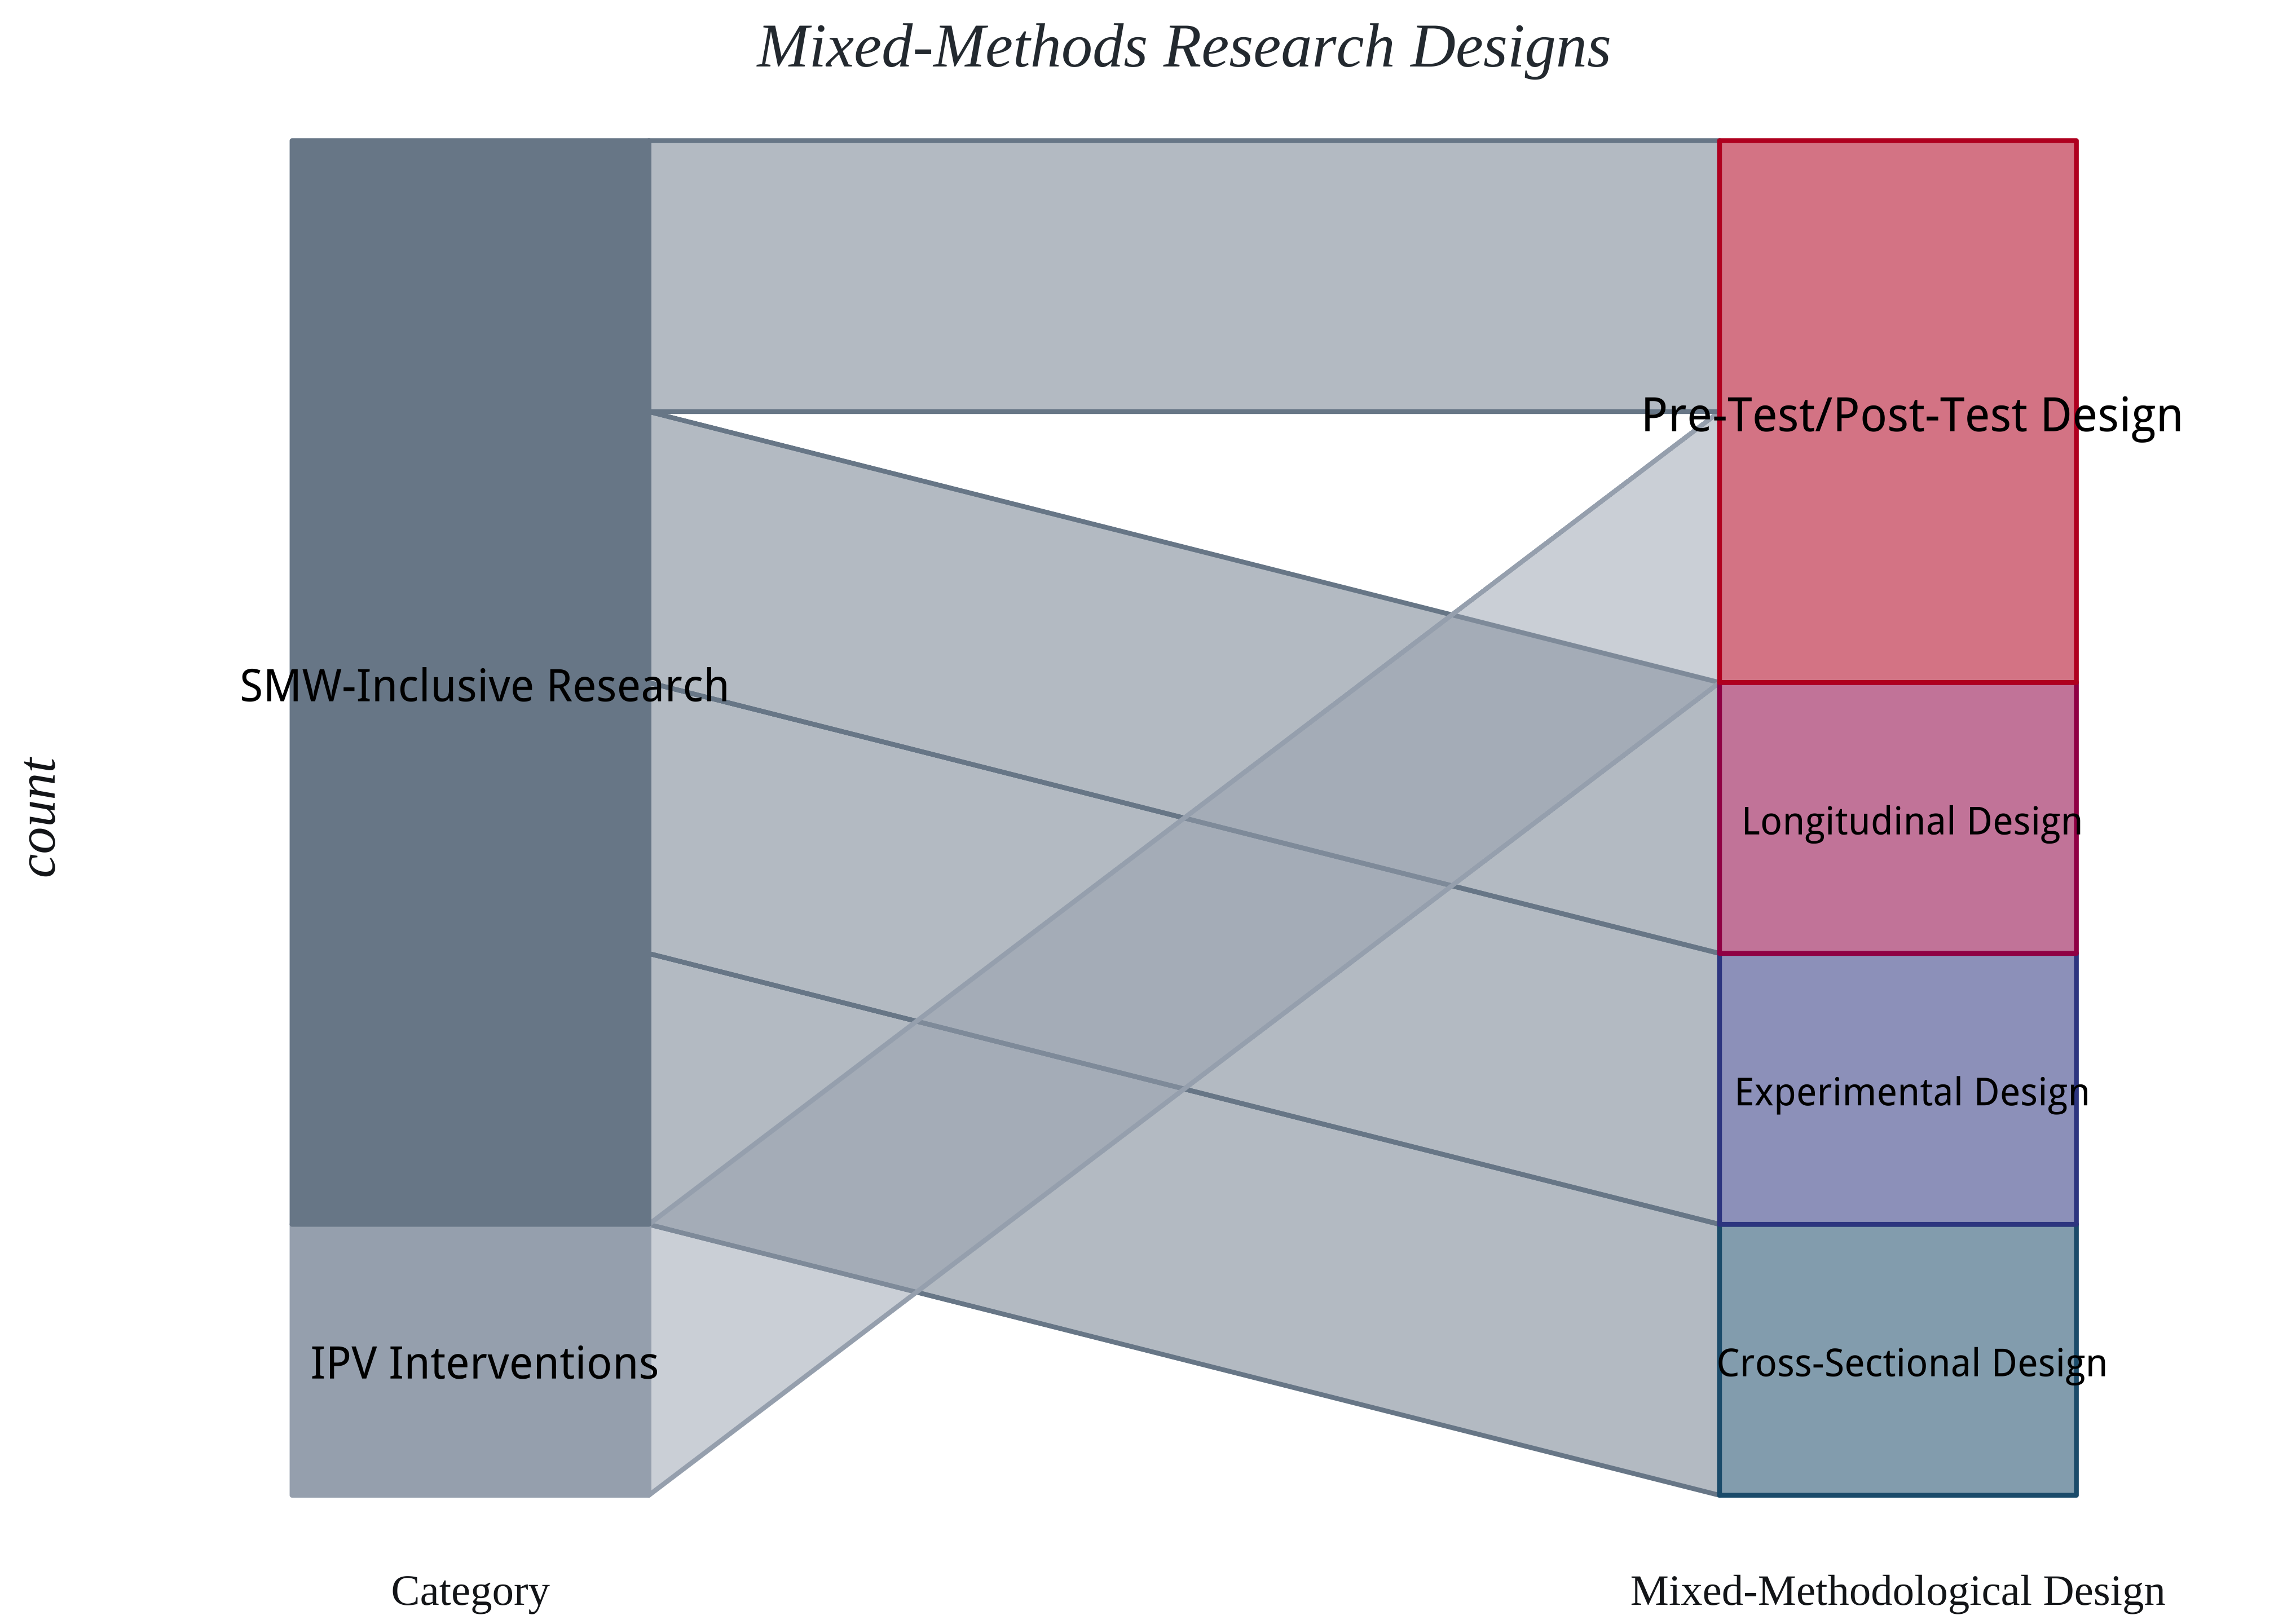 Mixed-Methods Research Designs
count
SMW-Inclusive Research
IPV Interventions
Pre-Test/Post-Test Design
Longitudinal Design
Experimental Design
Cross-Sectional Design
Category
Mixed-Methodological Design